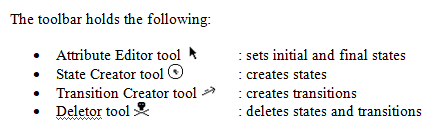 The toolbar holds the following:
• Attribute Editor tool : sets initial and final states
• State Creator tool : creates states
• Transition Creator tool : creates transitions
• Deletor tool : deletes states and transitions